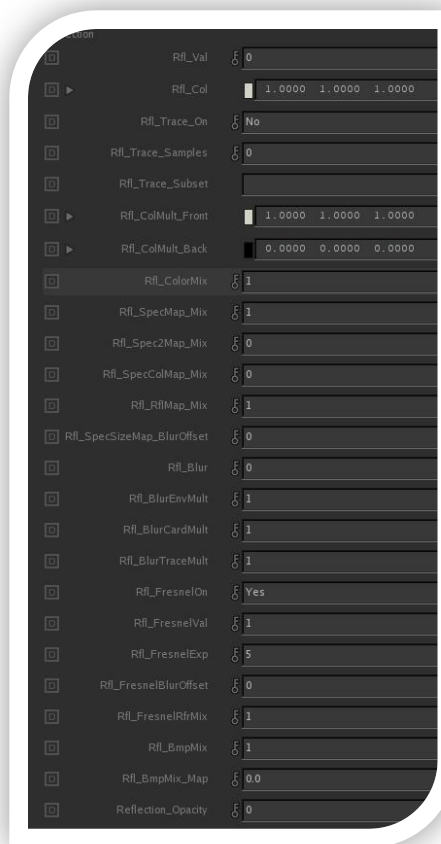 Rfl_Val 0
Rfl_Col 1.0000 1.0000 1.0000
Rfl_Trace_On No
Rfl_Trace_Samples 0
Rfl_Trace_Subset
Rfl_ColMult_Front 1.0000 1.0000 1.0000
Rfl_ColMult_Back 0.0000 0.0000 0.0000
Rfl_ColorMix 1
Rfl_SpecMap_Mix 1
Rfl_Spec2Map_Mix 0
Rfl_SpecColMap_Mix 0
Rfl_RflMap_Mix 1
Rfl_SpecSizeMap_BlurOffset 0
Rfl_Blur 0
Rfl_BlurEnvMult 1
Rfl_BlurCardMult 1
Rfl_BlurTraceMult 1
Rfl_FresnelOn Yes
Rfl_FresnelVal 1
Rfl_FresnelExp 5
Rfl_FresnelBlurOffset 0
Rfl_FresnelRfrMix 1
Rfl_BmpMix 1
Rfl_BmpMix_Map 0.0
Reflection_Opacity 0